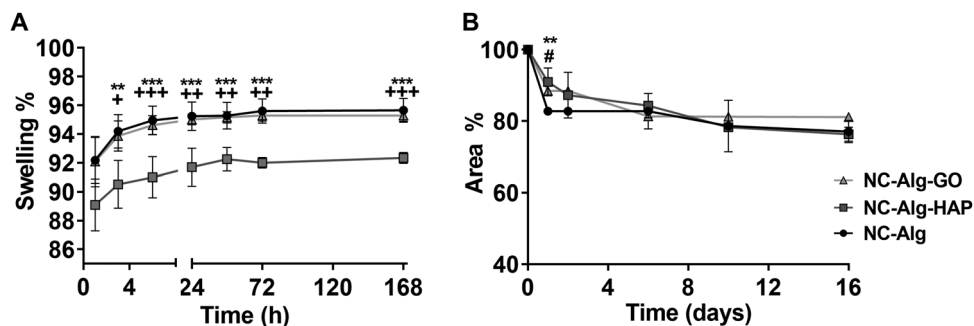 A
Swelling %
100
98
96
94
92
90
88
86
** *** *** *** *** ***
+ +++ ++ ++ ++ +++
0 4 24 72 120 168
Time (h)
B
Area %
100
80
60
40
**
#
0 4 8 12 16
Time (days)
NC-Alg-GO
NC-Alg-HAP
NC-Alg